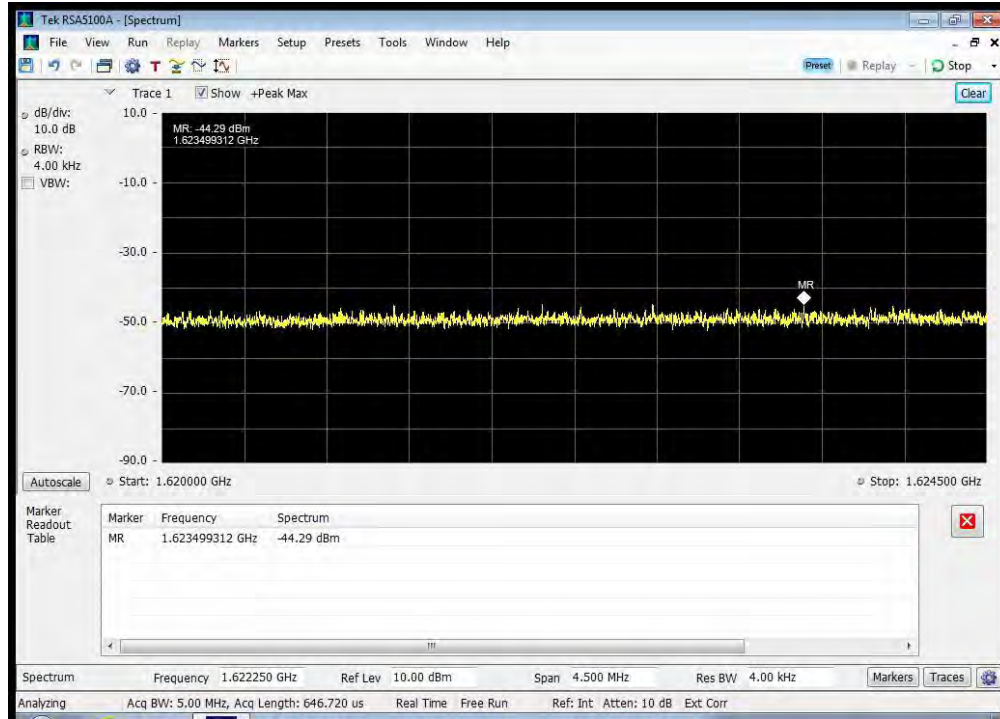 Tek RSA5100A - [Spectrum]
File View Run Replay Markers Setup Presets Tools Window Help
T
Preset Replay Stop
Trace 1 Show +Peak Max Clear
dB/div: 10.0 -
10.0 dB
MR: -44.29 dBm
1.623499312 GHz
RBW:
4.00 kHz
VBW: -10.0 -
-30.0 -
MR
-50.0 -
-70.0 -
-90.0 -
Autoscale Start: 1.620000 GHz Stop: 1.624500 GHz
Marker
Readout
Table
Marker Frequency Spectrum
MR 1.623499312 GHz -44.29 dBm
Spectrum Frequency 1.622250 GHz Ref Lev 10.00 dBm Span 4.500 MHz Res BW 4.00 kHz Markers Traces
Analyzing Acq BW: 5.00 MHz, Acq Length: 646.720 us Real Time Free Run Ref: Int Atten: 10 dB Ext Corr